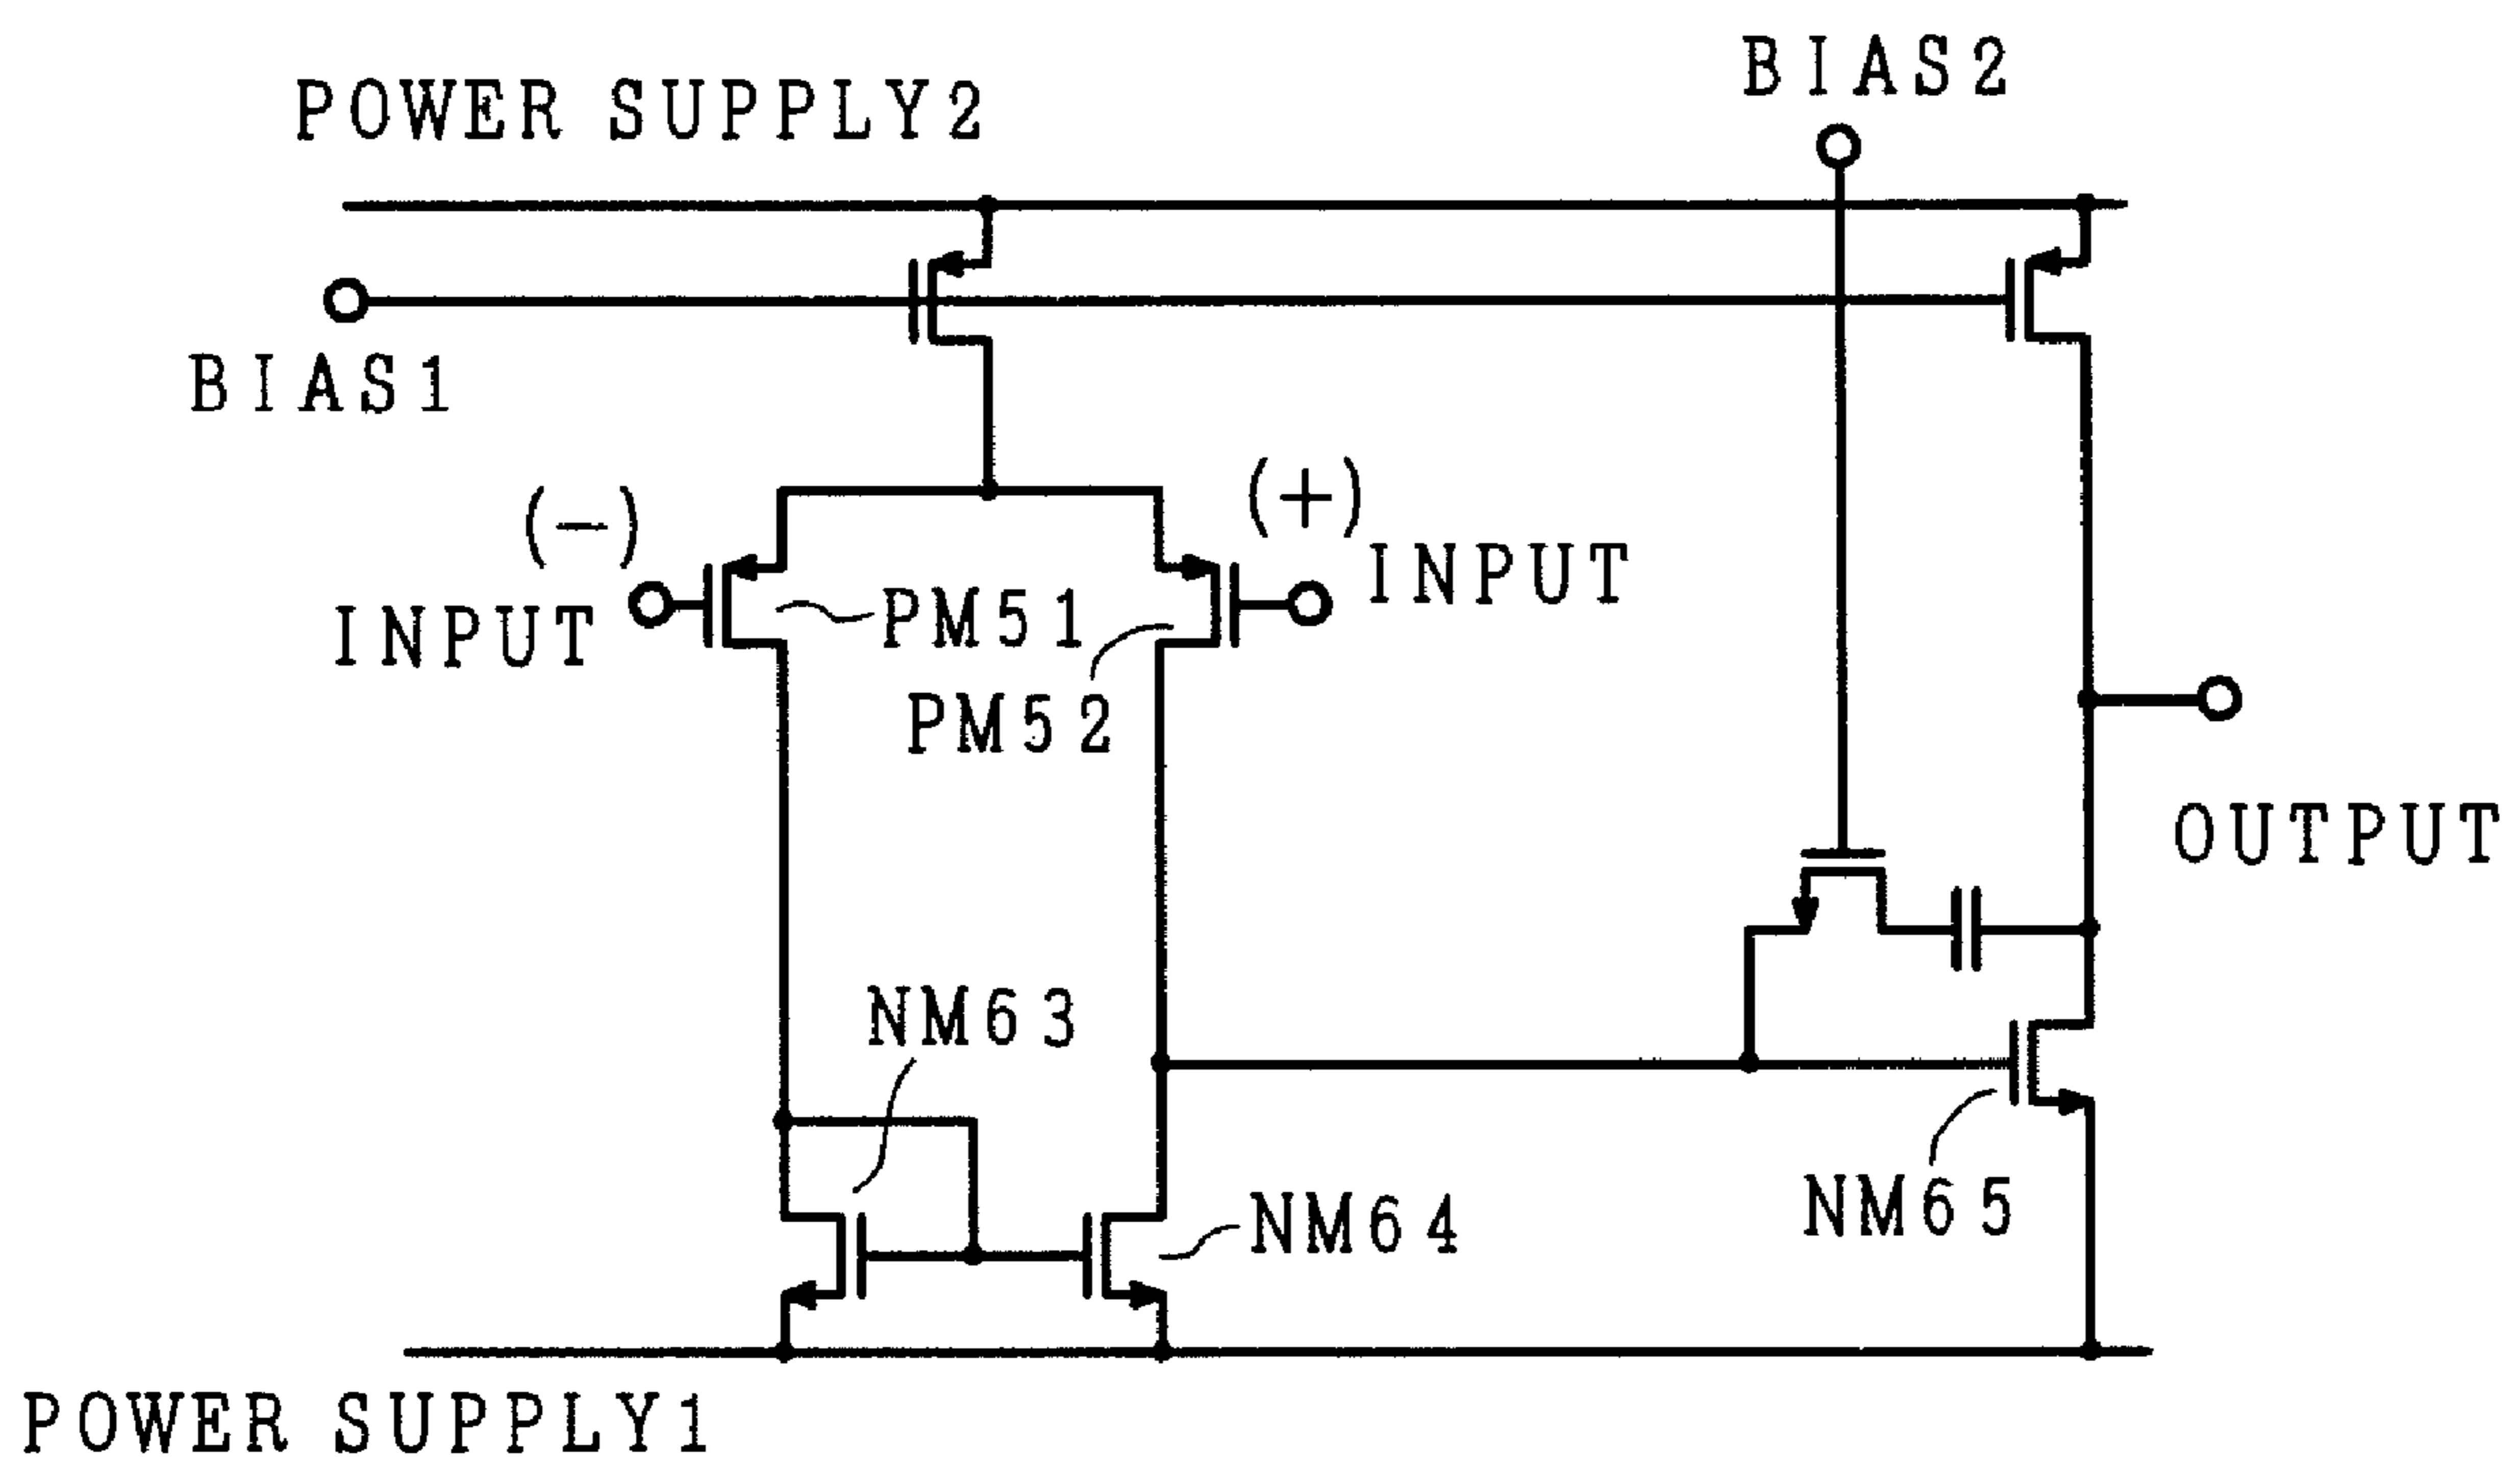 BIAS2
POWER SUPPLY2
BIAS1
(−)
INPUT
(+)
INPUT
PM51
PM52
OUTPUT
NM63
NM64
NM65
POWER SUPPLY1